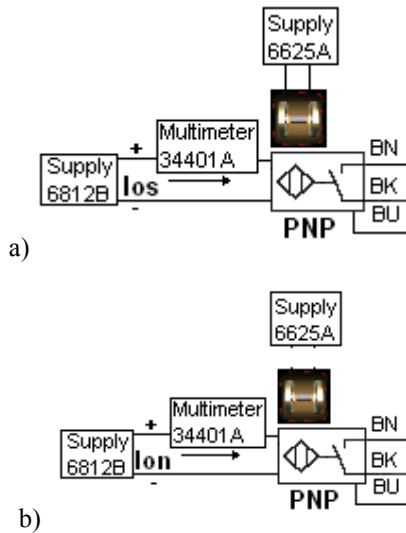 Supply
6625A
Multimeter
34401A
BN
+
Supply
6812B
Ios
BK
-
BU
PNP
a)
Supply
6625A
Multimeter
34401A
BN
+
Supply
6812B
Ion
BK
-
BU
PNP
b)